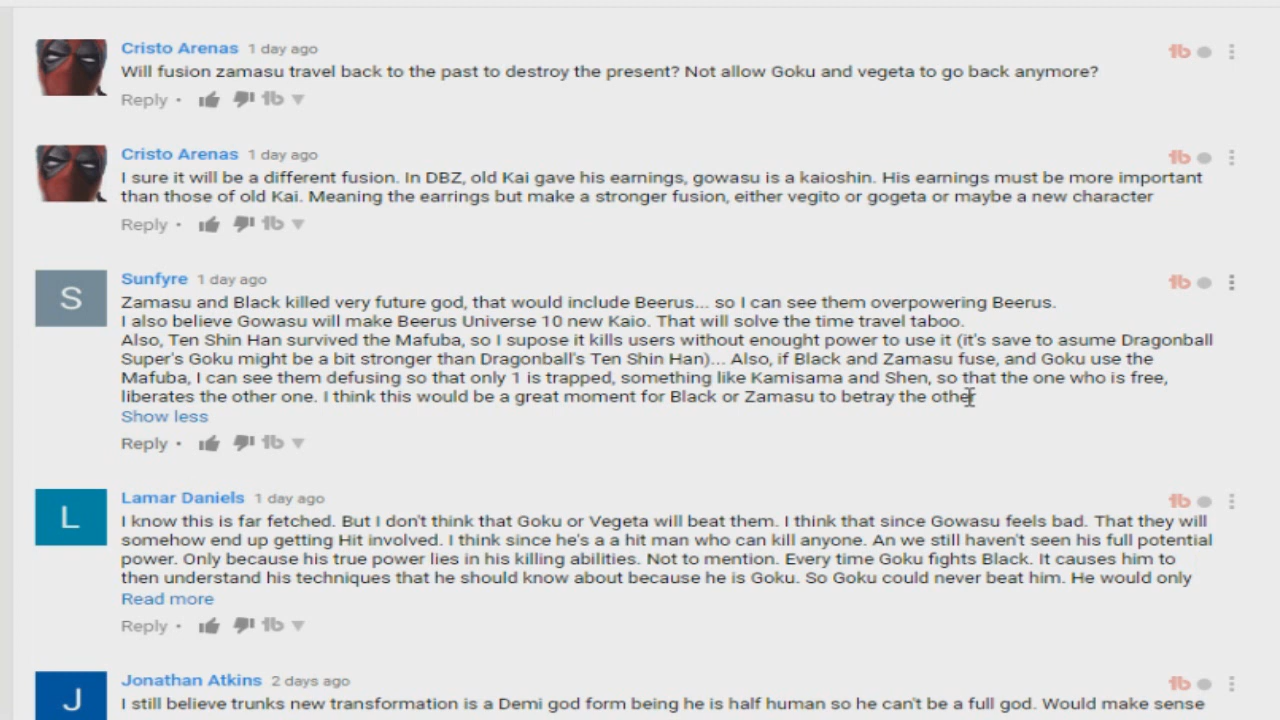 Cristo Arenas 1 day ago
Will fusion zamasu travel back to the past to destroy the present? Not allow Goku and vegeta to go back anymore?
Reply •
Cristo Arenas 1 day ago
I sure it will be a different fusion. In DBZ, old Kai gave his earnings, gowasu is a kaioshin. His earnings must be more important
than those of old Kai. Meaning the earrings but make a stronger fusion, either vegito or gogeta or maybe a new character
Reply •
S
Sunfyre 1 day ago
Zamasu and Black killed very future god, that would include Beerus... so I can see them overpowering Beerus.
I also believe Gowasu will make Beerus Universe 10 new Kaio. That will solve the time travel taboo.
Also, Ten Shin Han survived the Mafuba, so I supose it kills users without enought power to use it (it's save to asume Dragonball
Super's Goku might be a bit stronger than Dragonball's Ten Shin Han)... Also, if Black and Zamasu fuse, and Goku use the
Mafuba, I can see them defusing so that only 1 is trapped, something like Kamisama and Shen, so that the one who is free,
liberates the other one. I think this would be a great moment for Black or Zamasu to betray the other
Show less
Reply •
L
Lamar Daniels 1 day ago
I know this is far fetched. But I don't think that Goku or Vegeta will beat them. I think that since Gowasu feels bad. That they will
somehow end up getting Hit involved. I think since he's a a hit man who can kill anyone. An we still haven't seen his full potential
power. Only because his true power lies in his killing abilities. Not to mention. Every time Goku fights Black. It causes him to
then understand his techniques that he should know about because he is Goku. So Goku could never beat him. He would only
Read more
Reply •
J
Jonathan Atkins 2 days ago
I still believe trunks new transformation is a Demi god form being he is half human so he can't be a full god. Would make sense